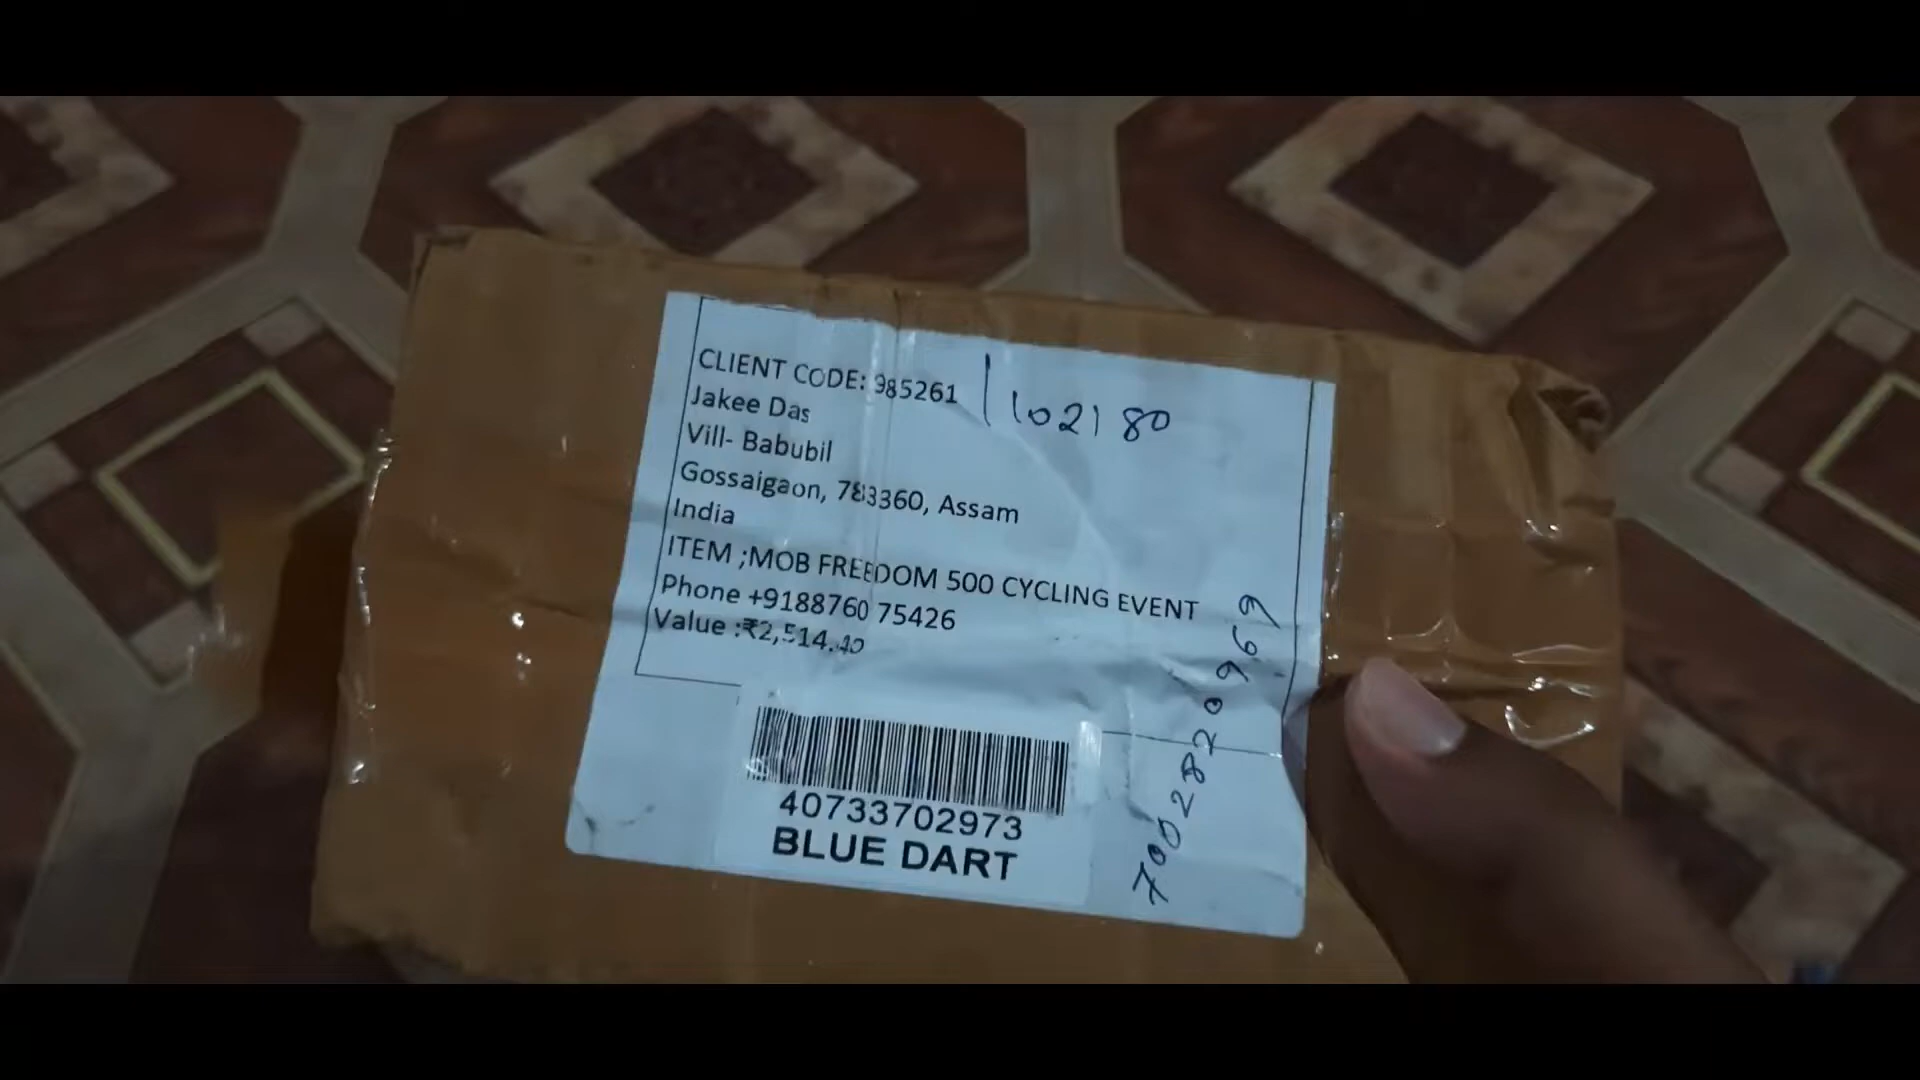 CLIENT CODE: 985261 | 102180
Jakee Das
Vill- Babubil
Gossaigaon, 783360, Assam
India
ITEM ;MOB FREEDOM 500 CYCLING EVENT
Phone +9188760 75426
Value :₹2,514.40
40733702973
BLUE DART
7002820969